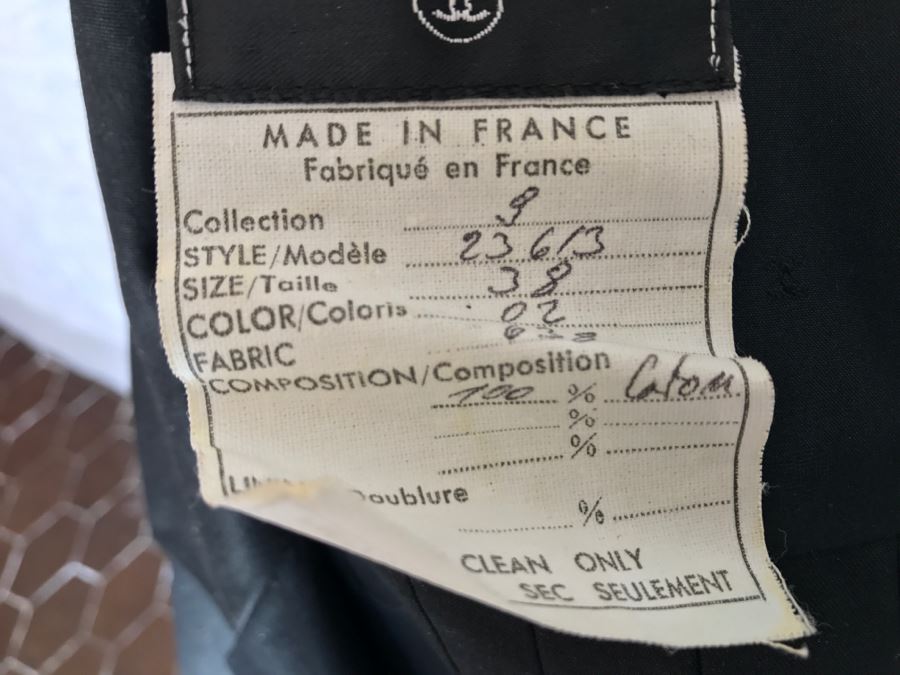 MADE IN FRANCE
Fabriqué en France
Collection 9
STYLE/Modèle 23613
SIZE/Taille 38
COLOR/Coloris 02
FABRIC
COMPOSITION/Composition
100 % Coton
%
%
Doublure
%
CLEAN ONLY
SEC SEULEMENT